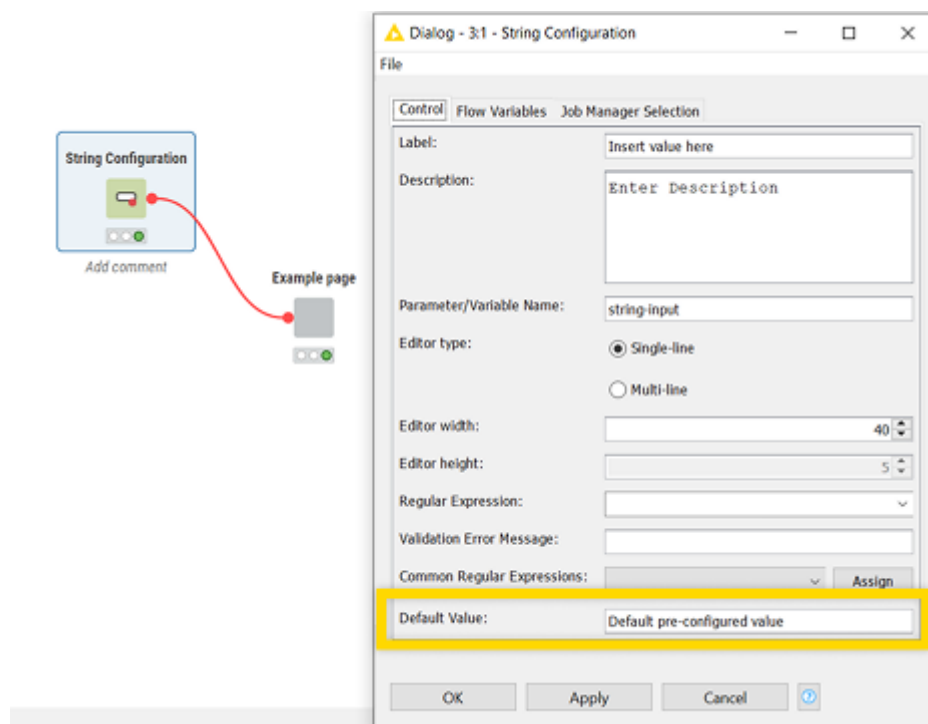 Dialog - 3:1 - String Configuration
File
Control Flow Variables Job Manager Selection
Label: Insert value here
Description: Enter Description
Parameter/Variable Name: string-input
Editor type: Single-line
Multi-line
Editor width: 40
Editor height: 5
Regular Expression:
Validation Error Message:
Common Regular Expressions: Assign
Default Value: Default pre-configured value
OK Apply Cancel ?
String Configuration
Add comment
Example page